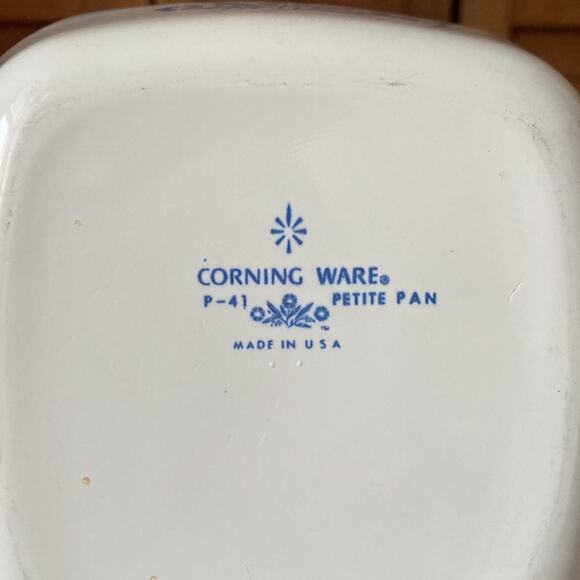 CORNING WARE®
P-41 PETITE PAN
TM
MADE IN USA